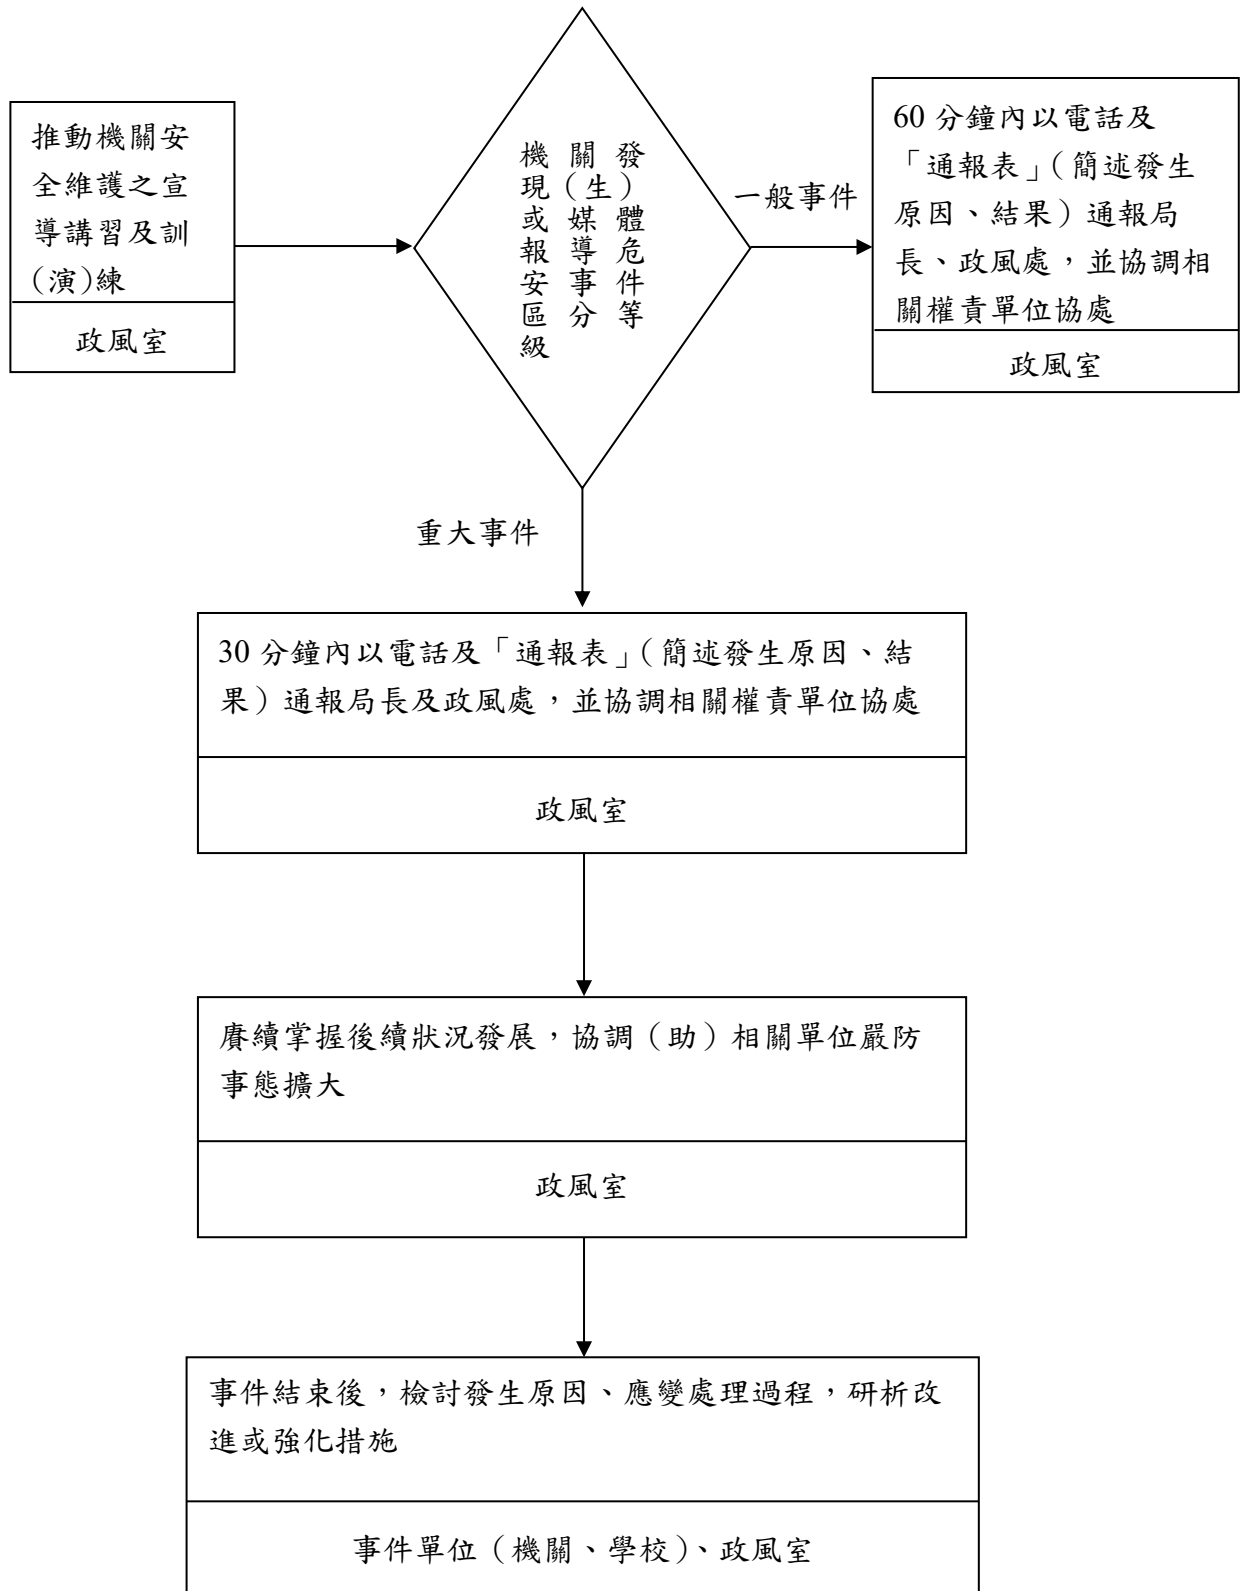 推動機關安
全維護之宣
導講習及訓
(演)練
政風室
機關發
現(生)
或媒體
報導危
安事件
區分等
級
一般事件
60 分鐘內以電話及
「通報表」(簡述發生
原因、結果)通報局
長、政風處,並協調相
關權責單位協處
政風室
重大事件
30 分鐘內以電話及「通報表」(簡述發生原因、結
果)通報局長及政風處,並協調相關權責單位協處
政風室
賡續掌握後續狀況發展,協調(助)相關單位嚴防
事態擴大
政風室
事件結束後,檢討發生原因、應變處理過程,研析改
進或強化措施
事件單位(機關、學校)、政風室